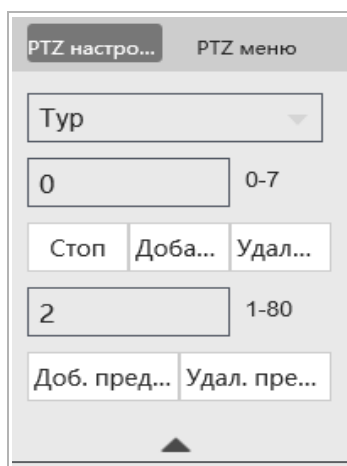 PTZ настро... PTZ меню
Тур
0 0-7
Стоп Доба... Удал...
2 1-80
Доб. пред... Удал. пре...